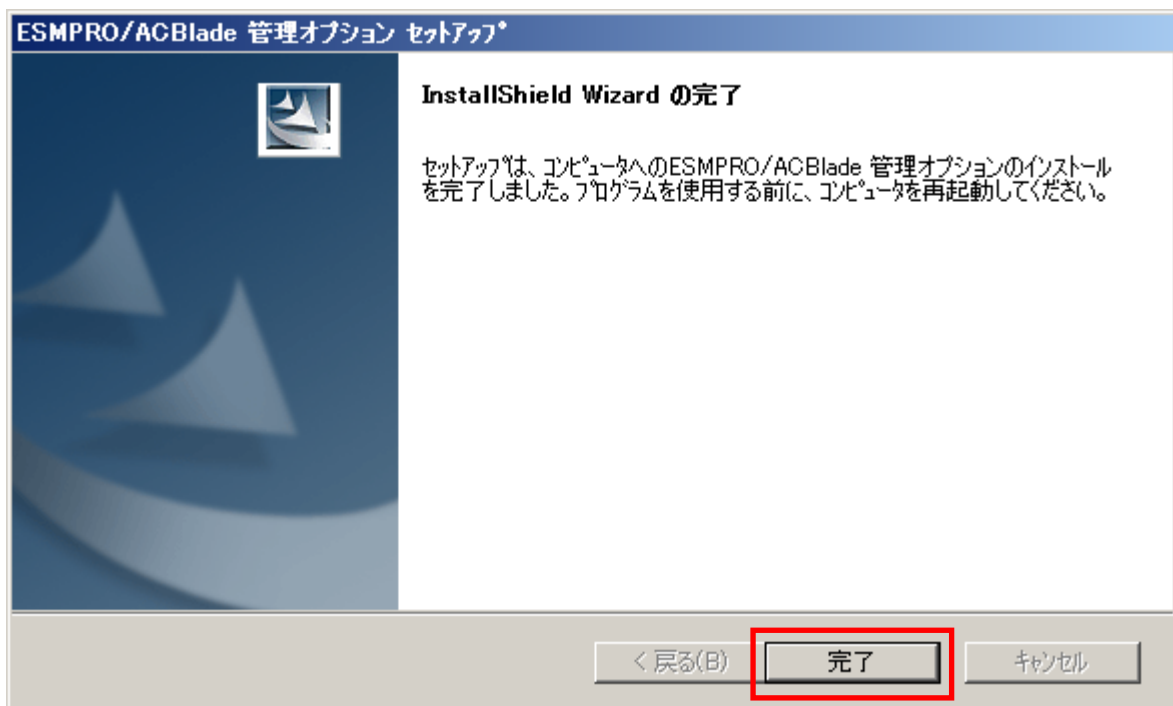 ESMPRO/ACBlade 管理オプション セットアップ
InstallShield Wizard の完了
セットアップは、コンピュータへのESMPRO/ACBlade 管理オプションのインストール
を完了しました。プログラムを使用する前に、コンピュータを再起動してください。
< 戻る(B)
完了
キャンセル